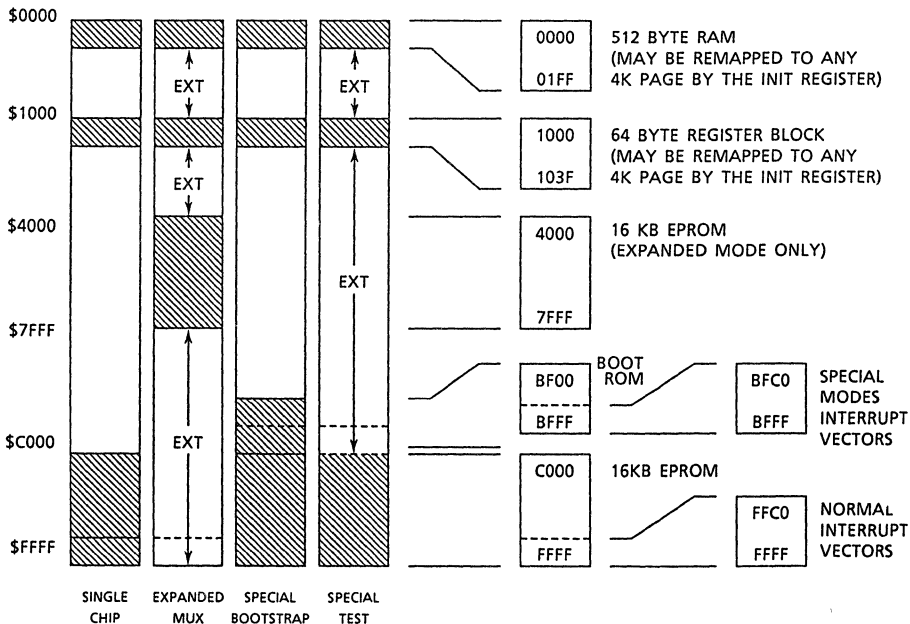 $0000
$1000
$4000
$7FFF
$C000
$FFFF
EXT
EXT
EXT
EXT
EXT
SINGLE
CHIP
EXPANDED
MUX
SPECIAL
BOOTSTRAP
SPECIAL
TEST
0000
01FF
512 BYTE RAM
(MAY BE REMAPPED TO ANY
4K PAGE BY THE INIT REGISTER)
1000
103F
64 BYTE REGISTER BLOCK
(MAY BE REMAPPED TO ANY
4K PAGE BY THE INIT REGISTER)
4000
7FFF
16 KB EPROM
(EXPANDED MODE ONLY)
BF00
BFFF
BOOT
ROM
BFC0
BFFF
SPECIAL
MODES
INTERRUPT
VECTORS
C000
FFFF
16KB EPROM
FFC0
FFFF
NORMAL
INTERRUPT
VECTORS